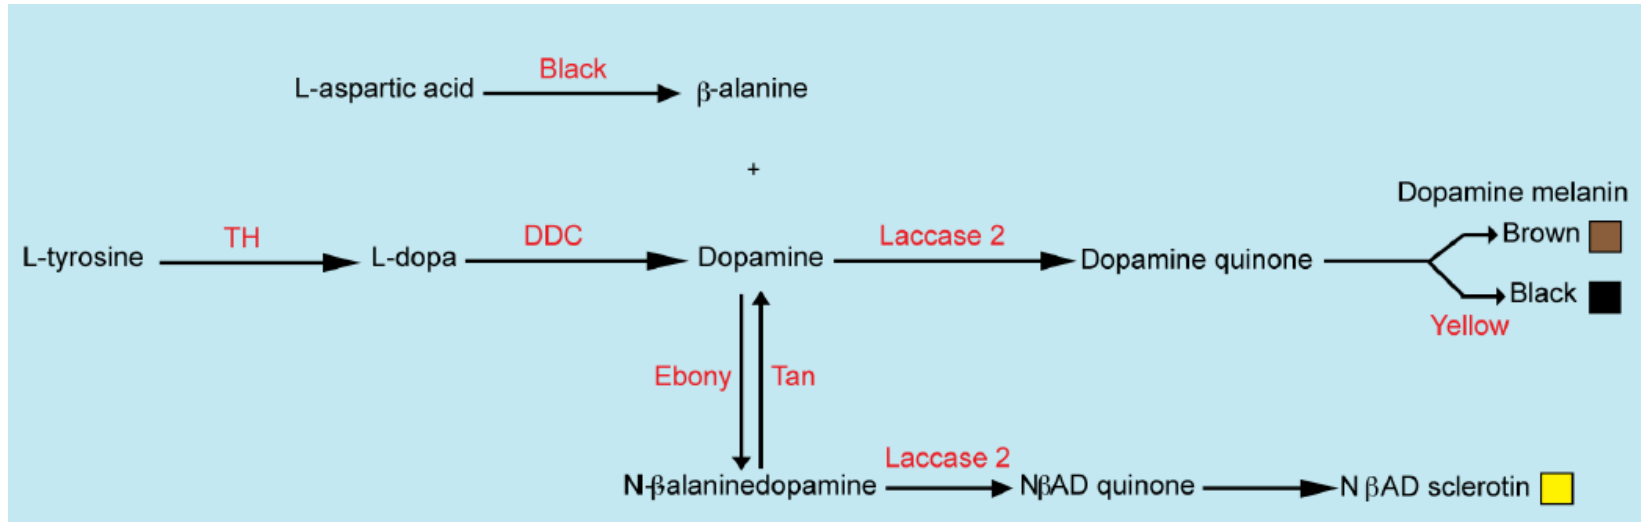 Black
L-aspartic acid
β-alanine
+
Dopamine melanin
TH
DDC
Laccase 2
Brown
L-tyrosine
L-dopa
Dopamine
Dopamine quinone
Black
Yellow
Ebony
Tan
Laccase 2
N-β-alaninedopamine
NβAD quinone
N βAD sclerotin